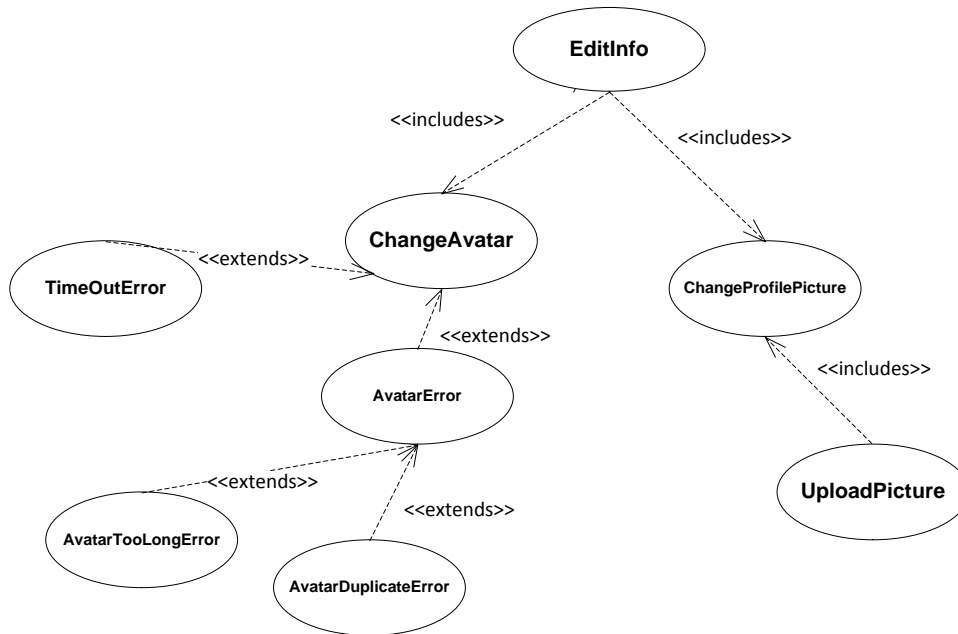 EditInfo
<<includes>>
<<includes>>
ChangeAvatar
<<extends>>
TimeOutError
ChangeProfilePicture
<<extends>>
<<includes>>
AvatarError
<<extends>>
UploadPicture
<<extends>>
AvatarTooLongError
AvatarDuplicateError